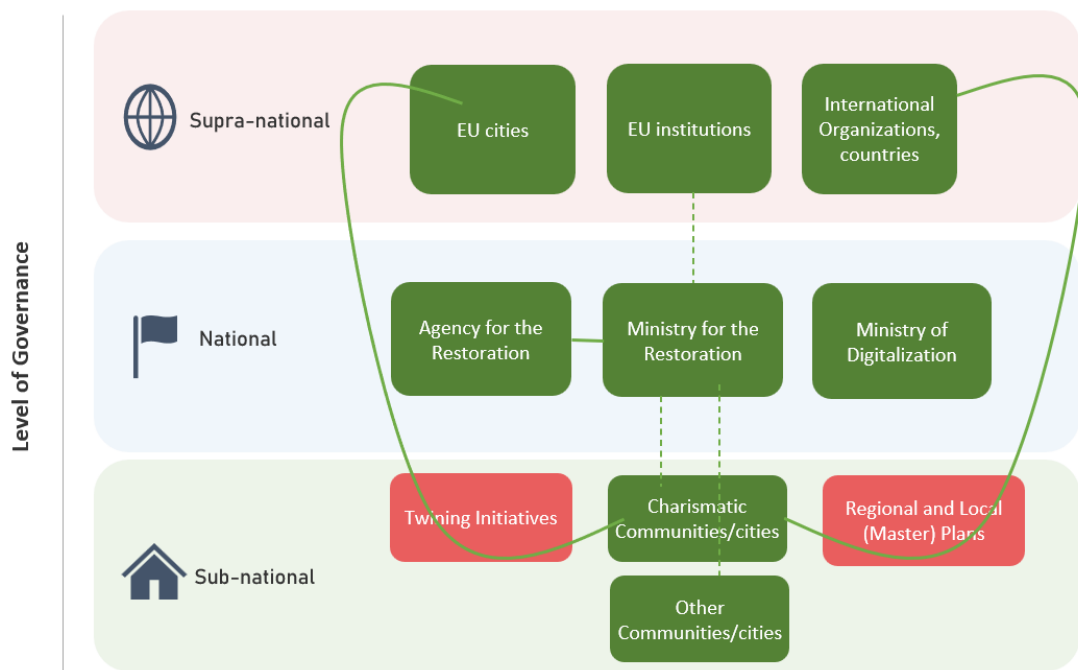 Level of Governance
Supra-national
EU cities
EU institutions
International
Organizations,
countries
National
Agency for the
Restoration
Ministry for the
Restoration
Ministry of
Digitalization
Sub-national
Twining Initiatives
Charismatic
Communities/cities
Regional and Local
(Master) Plans
Other
Communities/cities